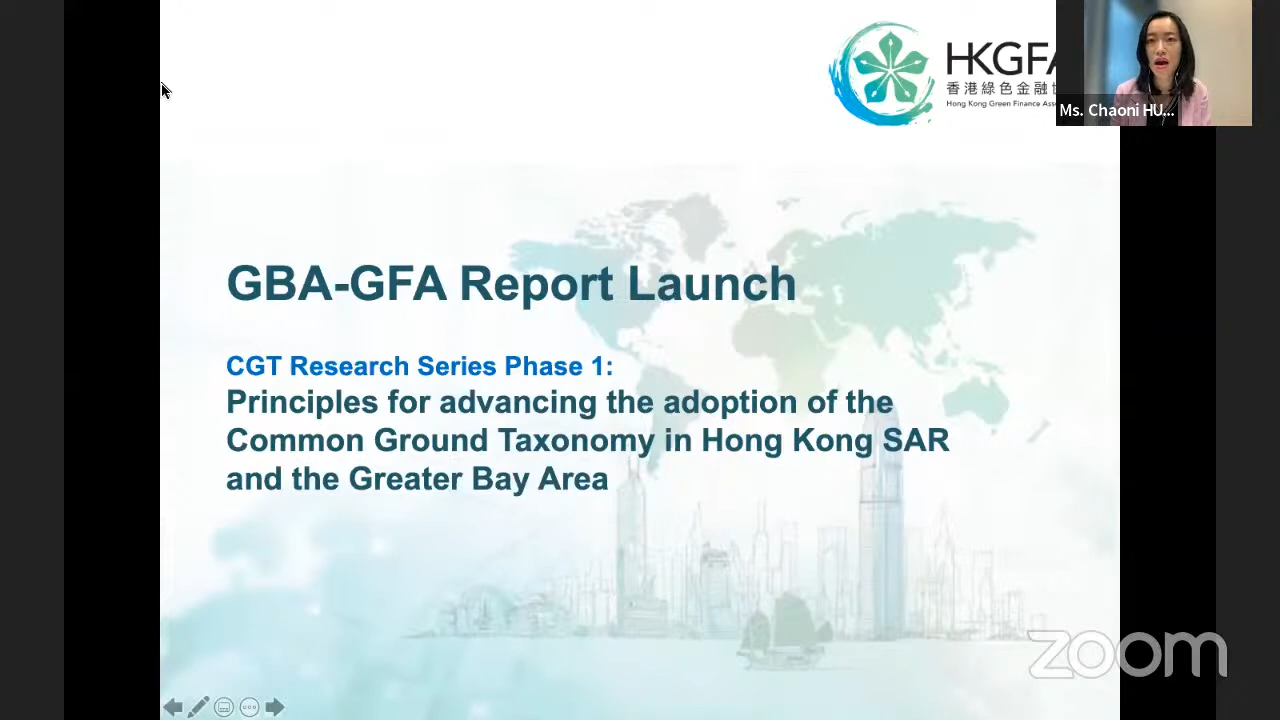 HKGFA
香港綠色金融
Hong Kong Green Finance
Ms. Chaoni HU...
GBA-GFA Report Launch
CGT Research Series Phase 1:
Principles for advancing the adoption of the
Common Ground Taxonomy in Hong Kong SAR
and the Greater Bay Area
zoom